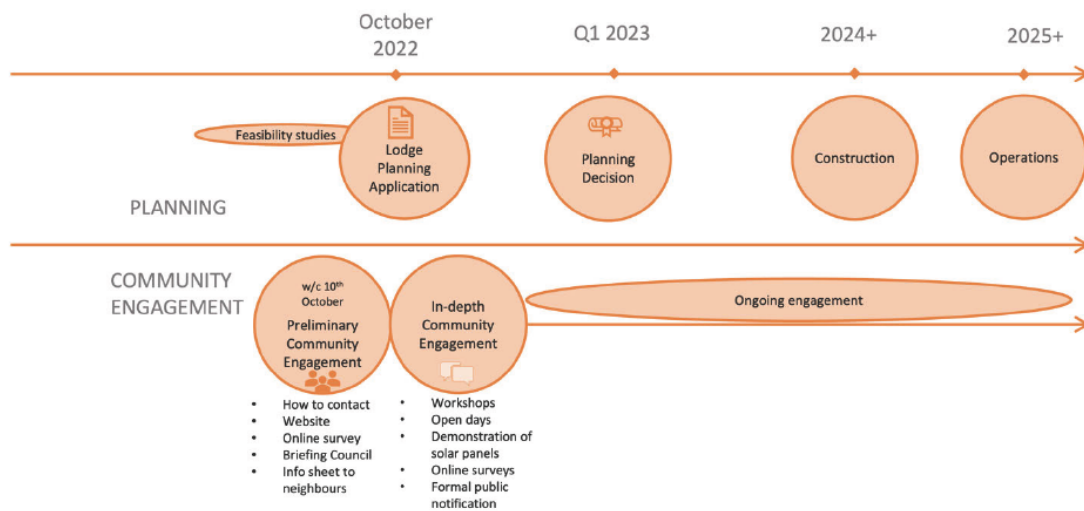 October
2022
Q1 2023
2024+
2025+
Feasibility studies
Lodge
Planning
Application
Planning
Decision
Construction
Operations
PLANNING
COMMUNITY
ENGAGEMENT
w/c 10th
October
Preliminary
Community
Engagement
In-depth
Community
Engagement
Ongoing engagement
• How to contact
• Website
• Online survey
• Briefing Council
• Info sheet to
neighbours
• Workshops
• Open days
• Demonstration of
solar panels
• Online surveys
• Formal public
notification